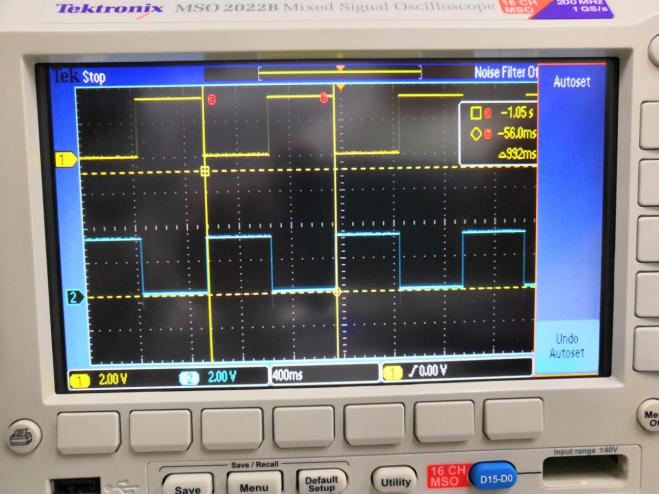 Tektronix MSO 2022B Mixed Signal Oscilloscope
16 CH
MSO
200 MHz
1 GS/s
Tek Stop
Noise Filter Of
Autoset
a
b
a -1.05 s
b -56.0ms
△992ms
1
2
1 2.00 V
2 2.00 V
400ms
1 0.00 V
Undo
Autoset
Save / Recall
Save
Menu
Default
Setup
Utility
16 CH
MSO
D15-D0
Input range ±40V